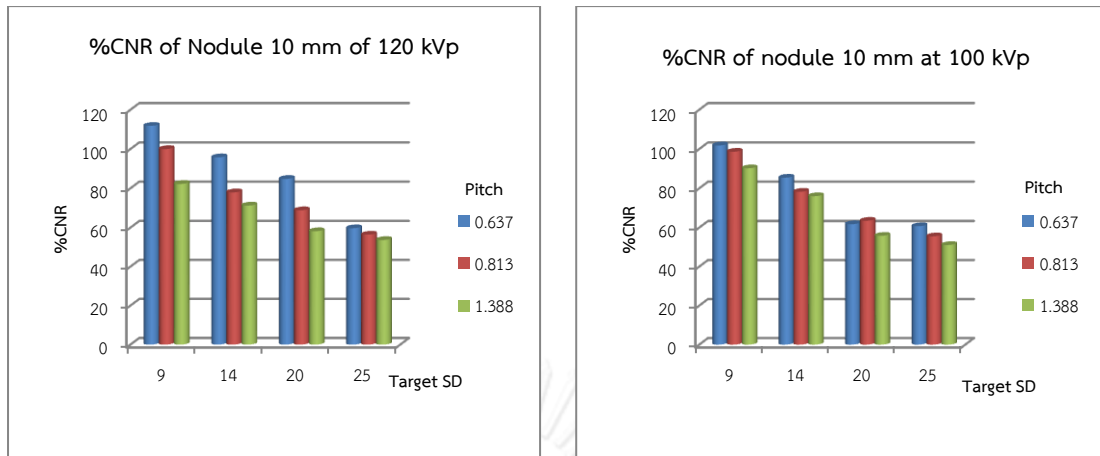 %CNR of Nodule 10 mm of 120 kVp
120
100
80
60
40
20
0
%CNR
9 14 20 25
Target SD
Pitch
0.637
0.813
1.388
%CNR of nodule 10 mm at 100 kVp
120
100
80
60
40
20
0
%CNR
9 14 20 25
Target SD
Pitch
0.637
0.813
1.388